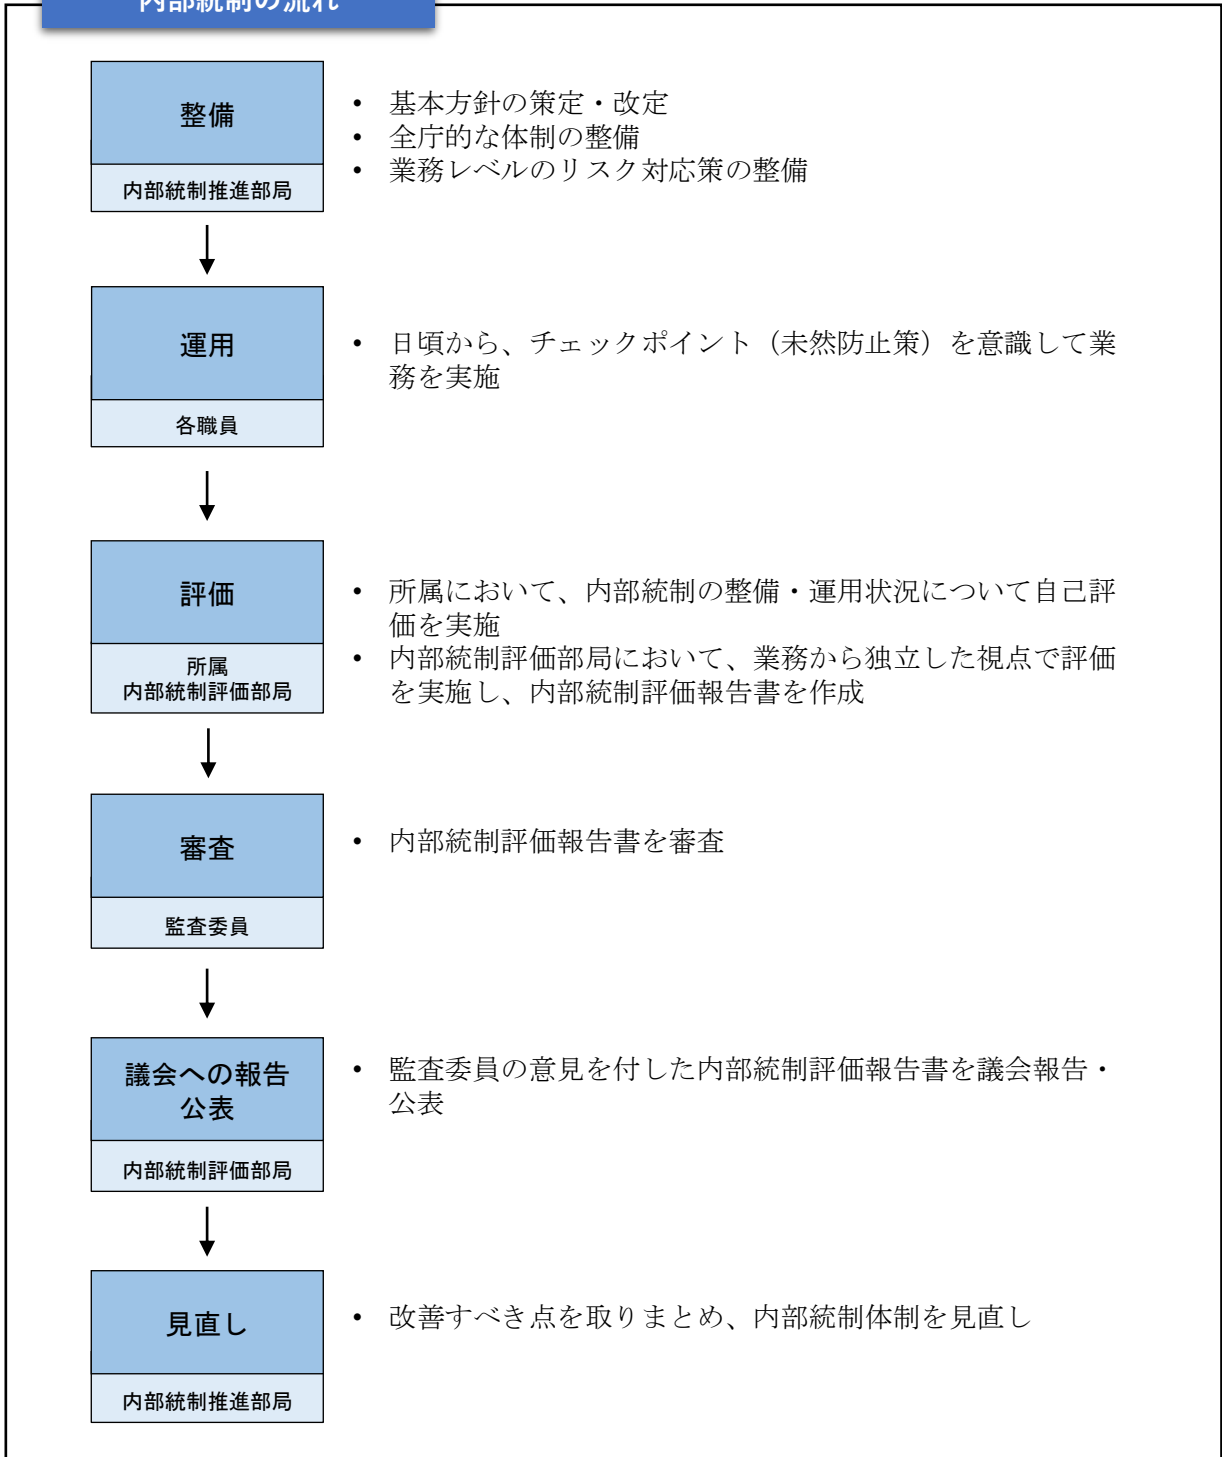 内部統制の流れ
整備
内部統制推進部局
• 基本方針の策定・改定
• 全庁的な体制の整備
• 業務レベルのリスク対応策の整備
運用
各職員
• 日頃から、チェックポイント（未然防止策）を意識して業
務を実施
評価
所属
内部統制評価部局
• 所属において、内部統制の整備・運用状況について自己評
価を実施
• 内部統制評価部局において、業務から独立した視点で評価
を実施し、内部統制評価報告書を作成
審査
監査委員
• 内部統制評価報告書を審査
議会への報告
公表
内部統制評価部局
• 監査委員の意見を付した内部統制評価報告書を議会報告・
公表
見直し
内部統制推進部局
• 改善すべき点を取りまとめ、内部統制体制を見直し